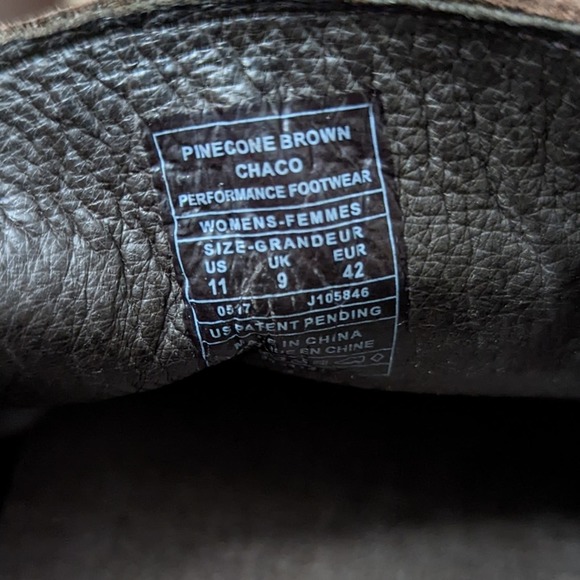 PINECONE BROWN
CHACO
PERFORMANCE FOOTWEAR
WOMENS-FEMMES
SIZE-GRANDEUR
US UK EUR
11 9 42
0517 J105846
US PATENT PENDING
MADE IN CHINA
EN CHINE